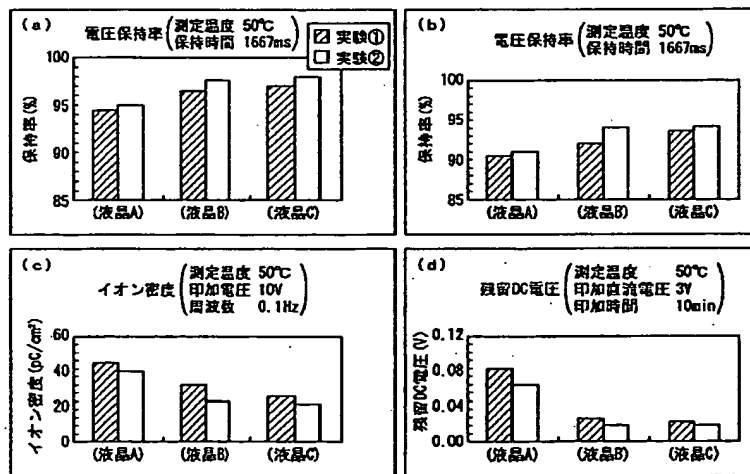 (a)
電圧保持率(測定温度 50℃
保持時間 1667ms)
実験①
実験②
保持率(%)
100
95
90
85
(液晶A) (液晶B) (液晶C)
(b)
電圧保持率(測定温度 50℃
保持時間 1667ms)
保持率(%)
100
95
90
85
(液晶A) (液晶B) (液晶C)
(c)
イオン密度(測定温度 50℃
印加電圧 10V
周波数 0.1Hz)
イオン密度(pC/cm²)
60
40
20
0
(液晶A) (液晶B) (液晶C)
(d)
残留DC電圧(測定温度 50℃
印加直流電圧 3V
印加時間 10min)
残留DC電圧(V)
0.12
0.08
0.04
0.00
(液晶A) (液晶B) (液晶C)